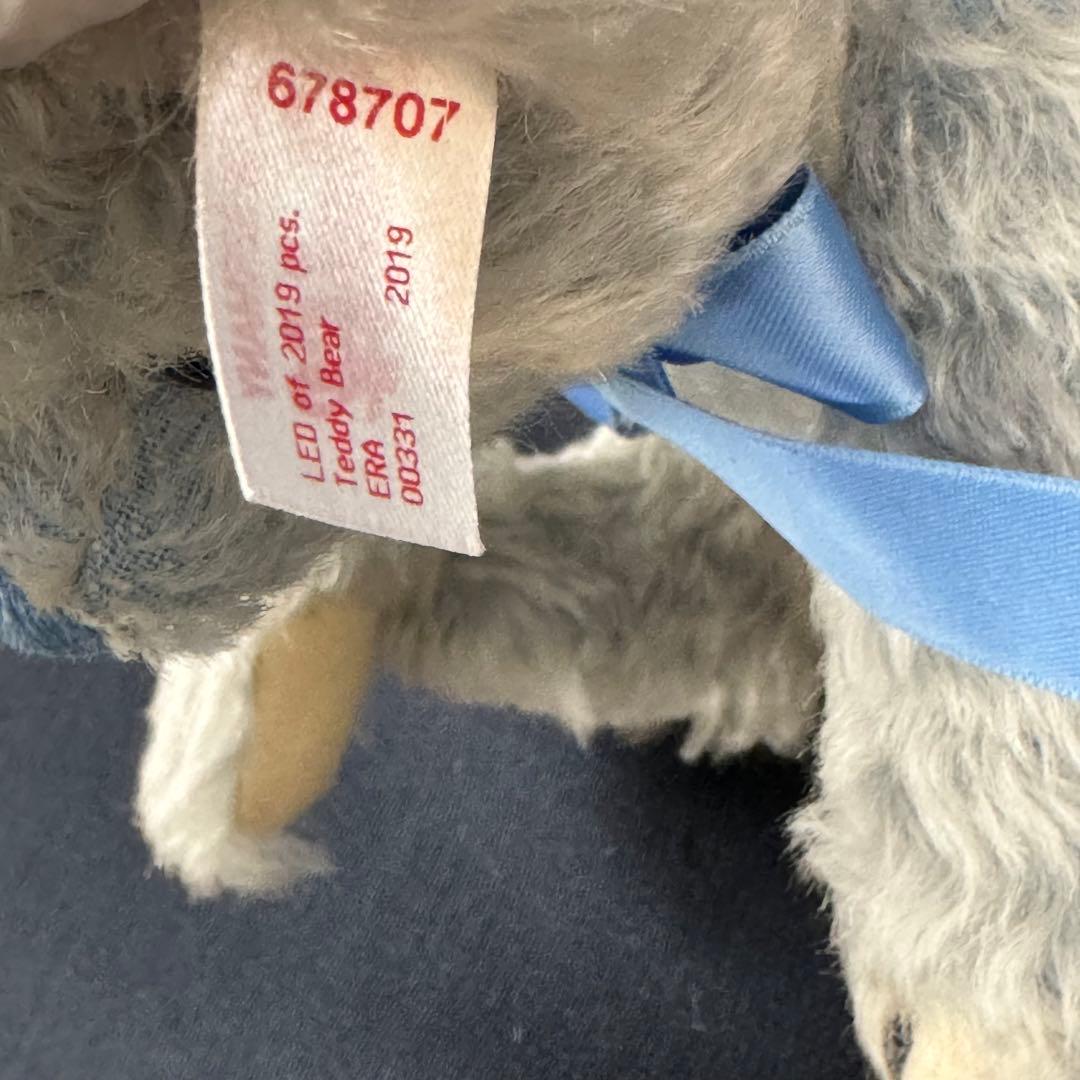 678707
LED of 2019 pcs.
Teddy Bear
ERA 2019
00331